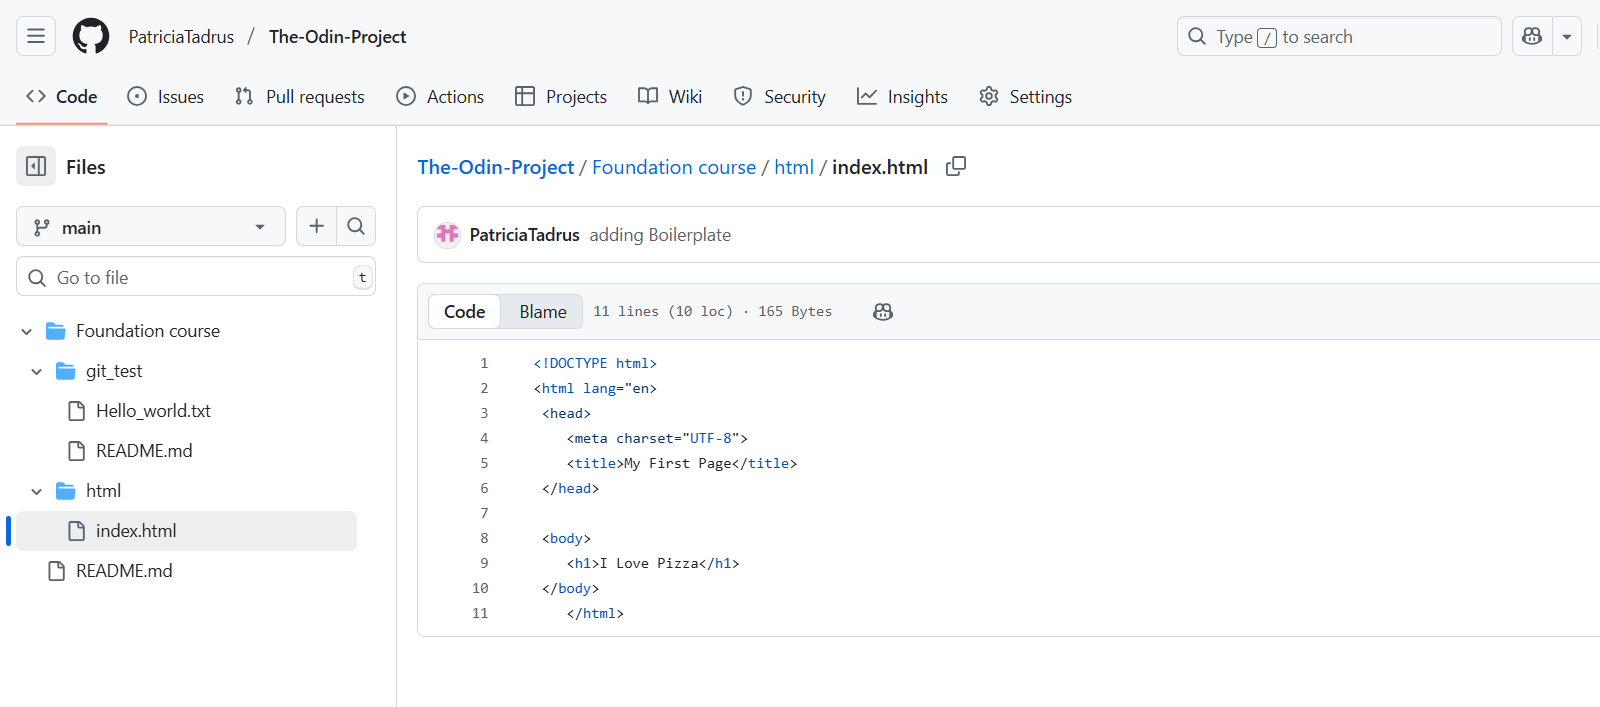 PatriciaTadrus / The-Odin-Project
Type / to search
Code Issues Pull requests Actions Projects Wiki Security Insights Settings
Files
main
Go to file t
Foundation course
git_test
Hello_world.txt
README.md
html
index.html
README.md
The-Odin-Project / Foundation course / html / index.html
PatriciaTadrus adding Boilerplate
Code Blame 11 lines (10 loc) · 165 Bytes
1 <!DOCTYPE html>
2 <html lang="en>
3 <head>
4 <meta charset="UTF-8">
5 <title>My First Page</title>
6 </head>
7
8 <body>
9 <h1>I Love Pizza</h1>
10 </body>
11 </html>